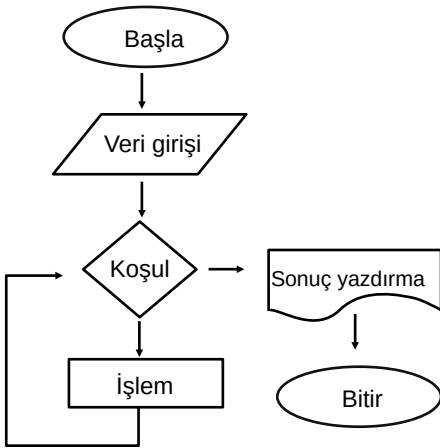 Başla
Veri girişi
Koşul
Sonuç yazdırma
İşlem
Bitir